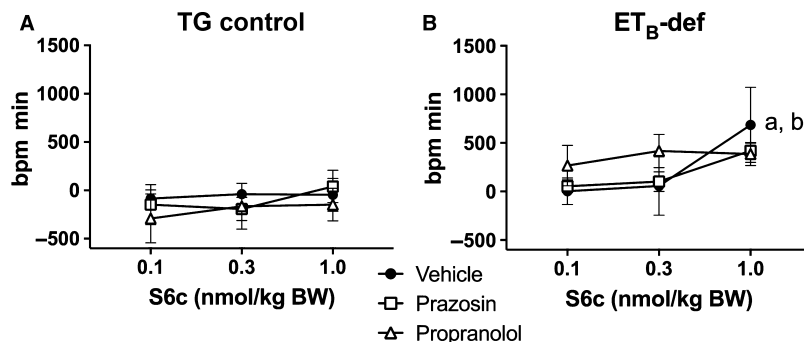 A
TG control
bpm min
1500
1000
500
0
–500
0.1
0.3
1.0
S6c (nmol/kg BW)
B
ET_B-def
bpm min
1500
1000
500
0
–500
a, b
0.1
0.3
1.0
S6c (nmol/kg BW)
Vehicle
Prazosin
Propranolol